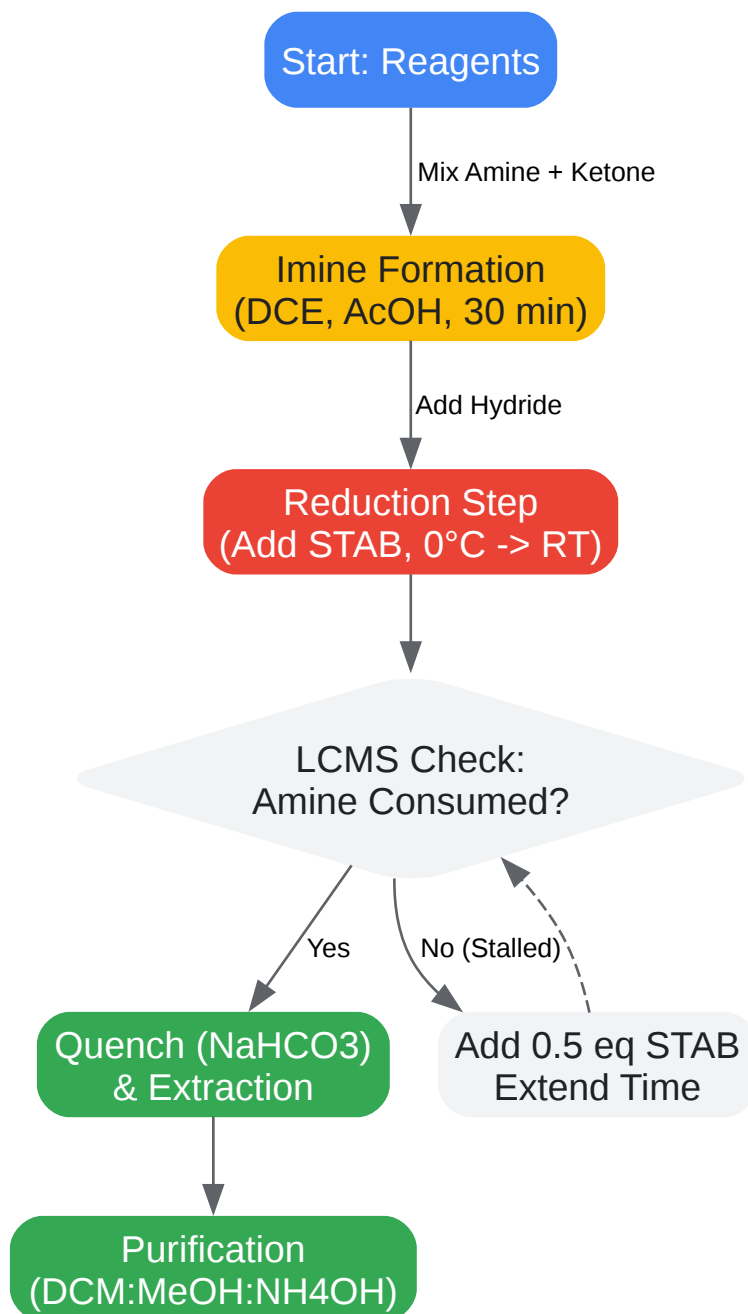 Start: Reagents
Mix Amine + Ketone
Imine Formation
(DCE, AcOH, 30 min)
Add Hydride
Reduction Step
(Add STAB, 0°C -> RT)
LCMS Check:
Amine Consumed?
Yes
No (Stalled)
Quench (NaHCO3)
& Extraction
Add 0.5 eq STAB
Extend Time
Purification
(DCM:MeOH:NH4OH)